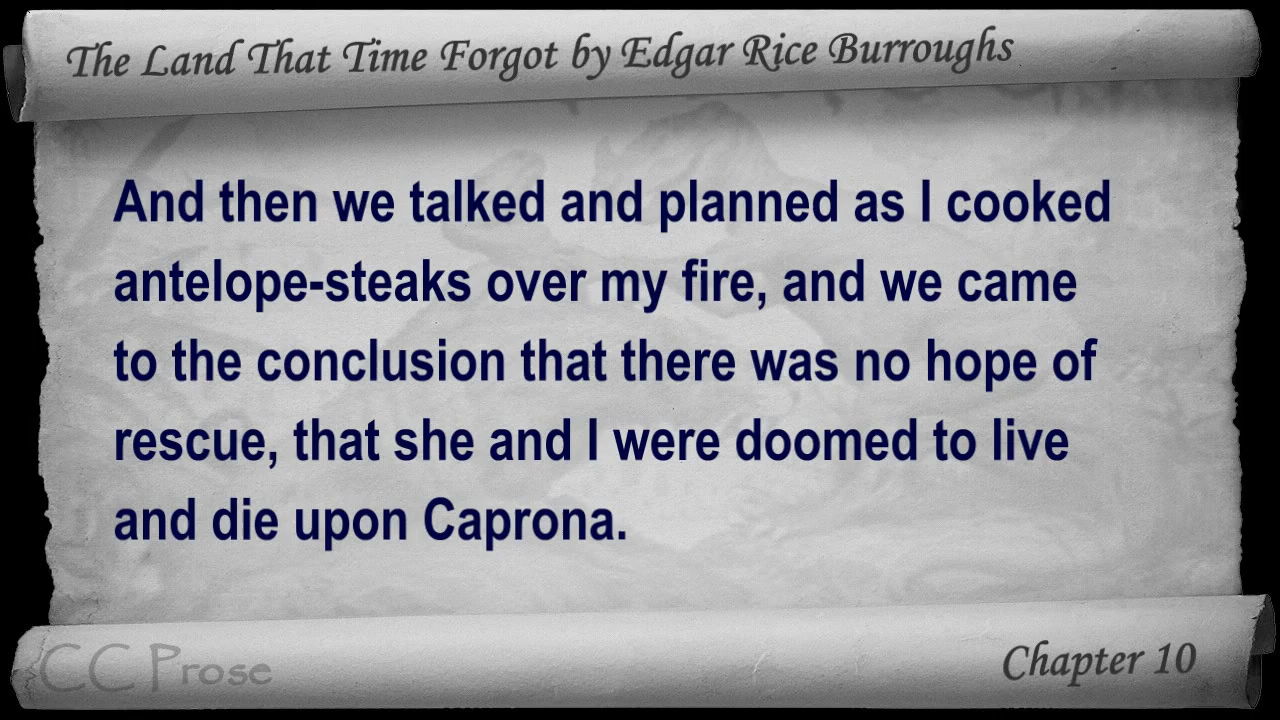 The Land That Time Forgot by Edgar Rice Burroughs
And then we talked and planned as I cooked
antelope-steaks over my fire, and we came
to the conclusion that there was no hope of
rescue, that she and I were doomed to live
and die upon Caprona.
CC Prose
Chapter 10